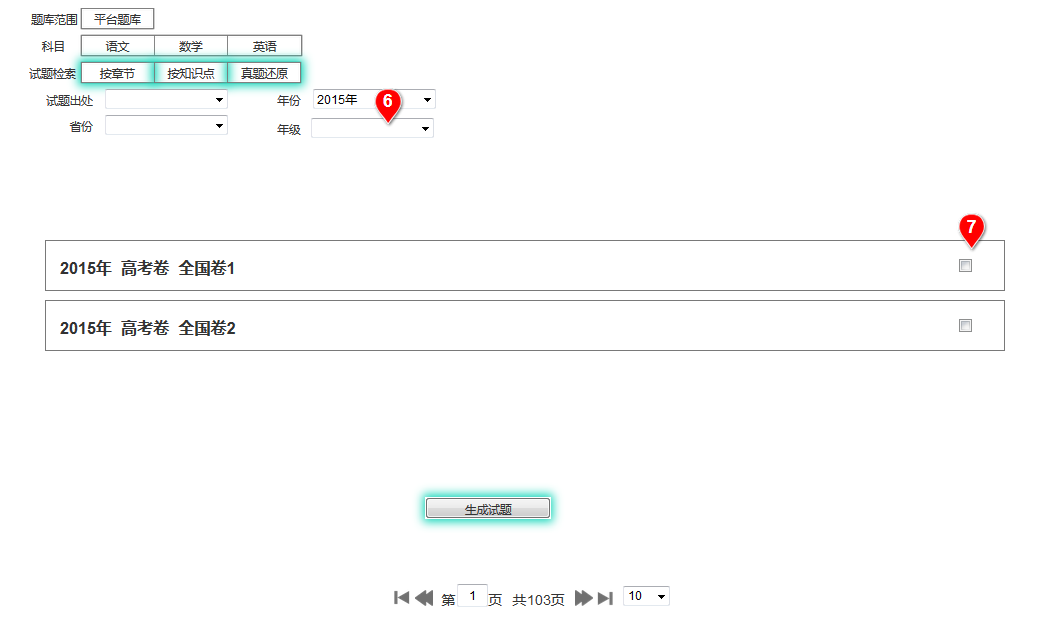 题库范围 平台题库
科目 语文 数学 英语
试题检索 按章节 按知识点 真题还原
试题出处 年份 2015年 6
省份 年级
7
2015年 高考卷 全国卷1
2015年 高考卷 全国卷2
生成试题
第 1 页 共103页 10